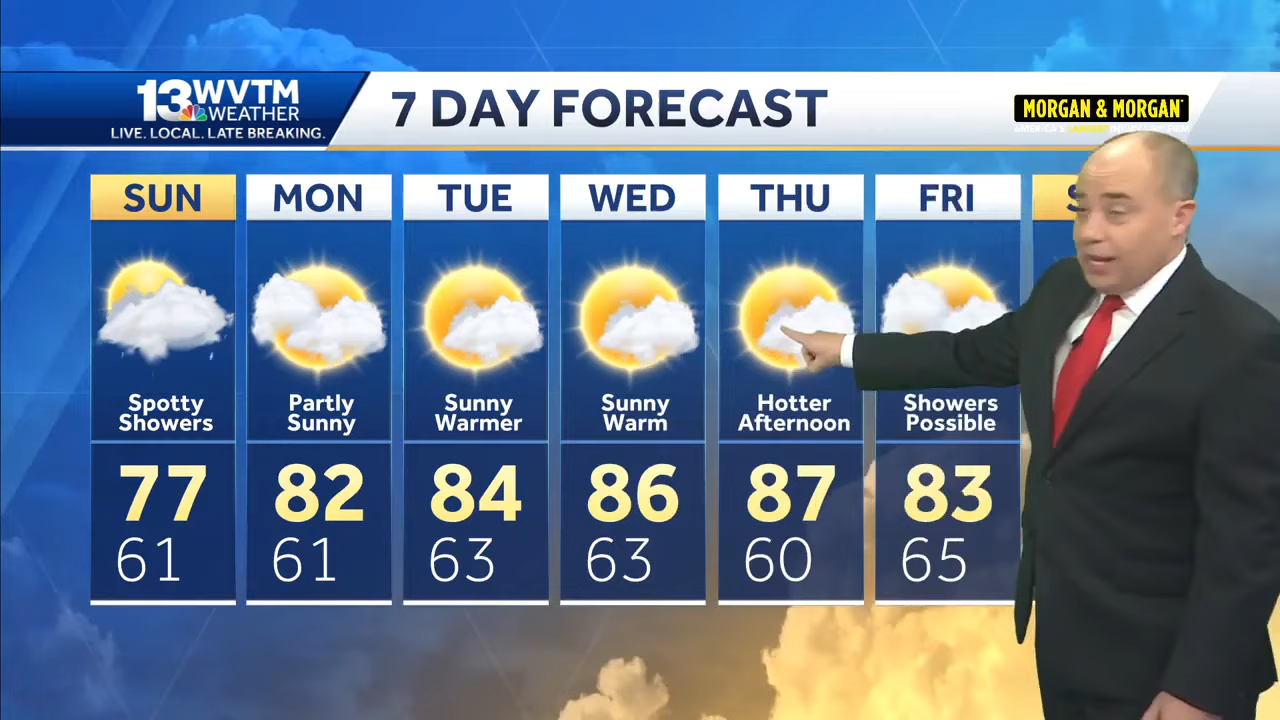 13 WVTM
WEATHER
LIVE. LOCAL. LATE BREAKING.
7 DAY FORECAST
MORGAN & MORGAN
SUN
MON
TUE
WED
THU
FRI
Spotty
Showers
Partly
Sunny
Sunny
Warmer
Sunny
Warm
Hotter
Afternoon
Showers
Possible
77
82
84
86
87
83
61
61
63
63
60
65